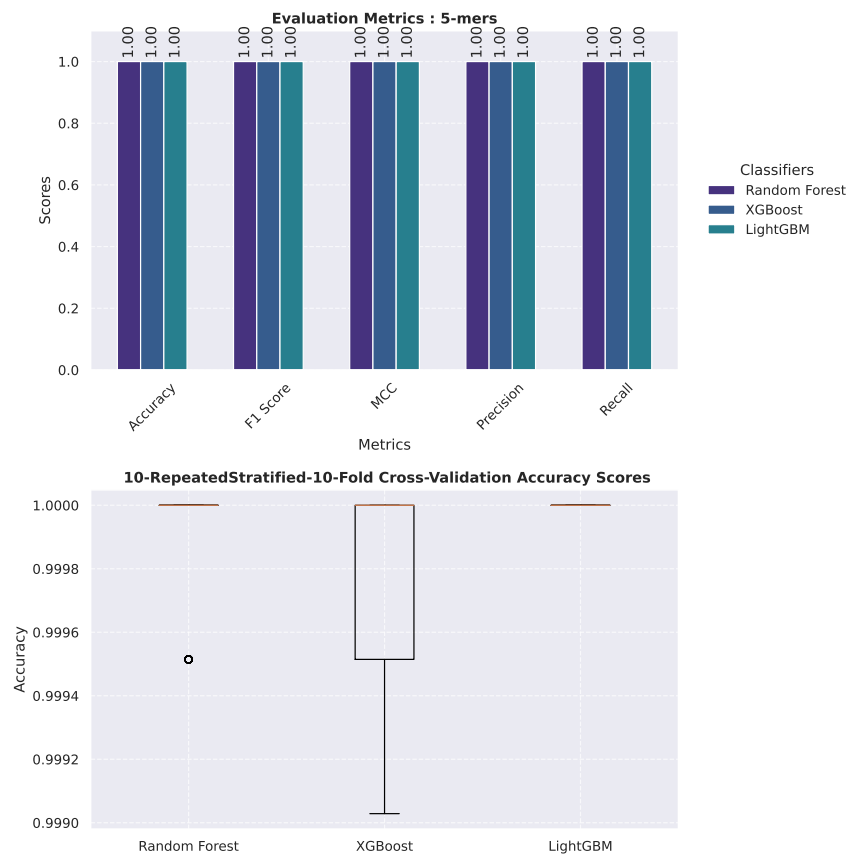 Evaluation Metrics : 5-mers
1.00 1.00 1.00 1.00 1.00 1.00 1.00 1.00 1.00 1.00 1.00 1.00 1.00 1.00 1.00
1.0
0.8
0.6
0.4
0.2
0.0
Scores
Accuracy F1 Score MCC Precision Recall
Metrics
Classifiers
Random Forest
XGBoost
LightGBM
10-RepeatedStratified-10-Fold Cross-Validation Accuracy Scores
1.0000
0.9998
0.9996
0.9994
0.9992
0.9990
Accuracy
Random Forest XGBoost LightGBM